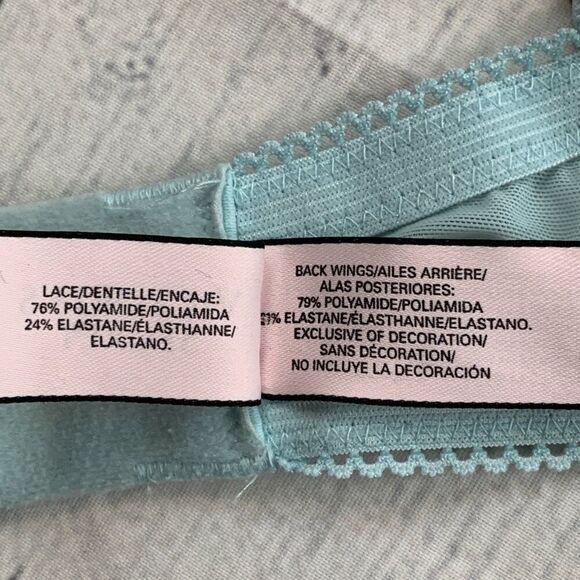 LACE/DENTELLE/ENCAJE:
76% POLYAMIDE/POLIAMIDA
24% ELASTANE/ÉLASTHANNE/
ELASTANO.
BACK WINGS/AILES ARRIÈRE/
ALAS POSTERIORES:
79% POLYAMIDE/POLIAMIDA
ELASTANE/ÉLASTHANNE/ELASTANO.
EXCLUSIVE OF DECORATION/
SANS DÉCORATION/
NO INCLUYE LA DECORACIÓN